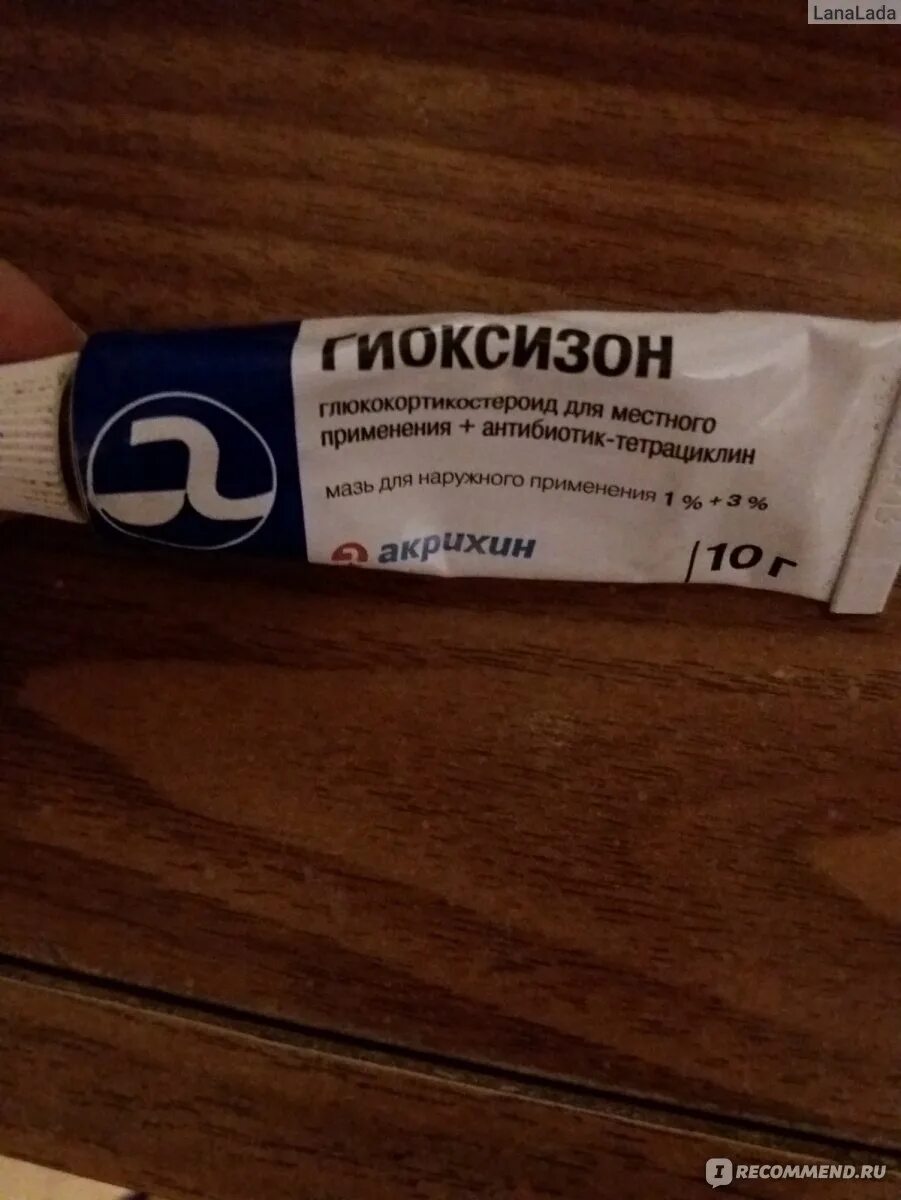 LanaLada
ГИОКСИЗОН
глюкокортикостероид для местного
применения + антибиотик-тетрациклин
мазь для наружного применения 1 % + 3 %
акрихин
10 г
I RECOMMEND.RU